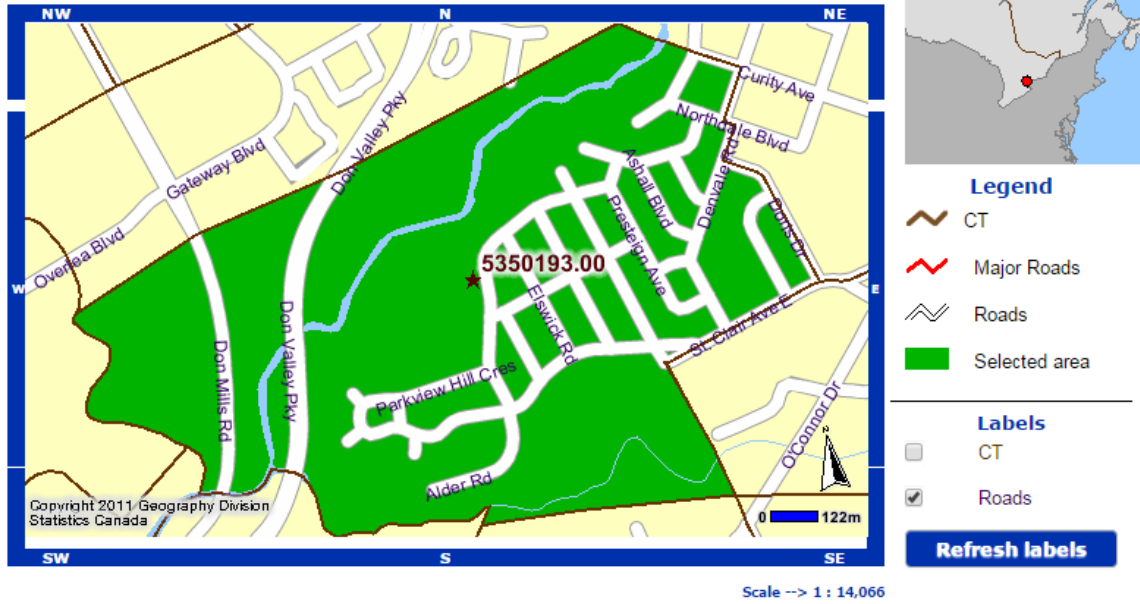 NW
N
NE
Curity Ave
Northdale Blvd
Don Valley Pky
Gateway Blvd
Ashall Blvd
Denvale Rd
Presteign Ave
Doris Dr
Overlea Blvd
W
5350193.00
E
Elswick Rd
St. Clair Ave E
Don Valley Pky
Don Mills Rd
Parkview Hill Cres
O'Connor Dr
Alder Rd
N
Copyright 2011 Geography Division
Statistics Canada
0 122m
SW
S
SE
Scale --> 1 : 14,066
Legend
CT
Major Roads
Roads
Selected area
Labels
CT
Roads
Refresh labels